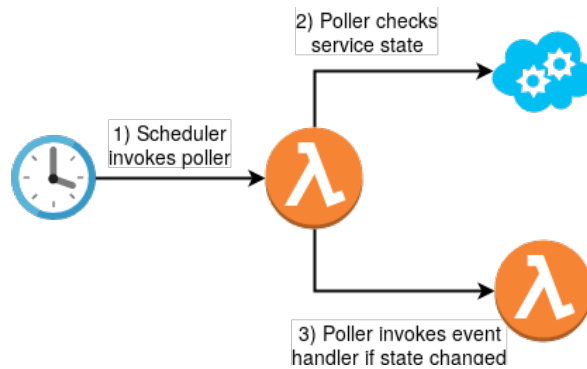 2) Poller checks
service state
1) Scheduler
invokes poller
3) Poller invokes event
handler if state changed